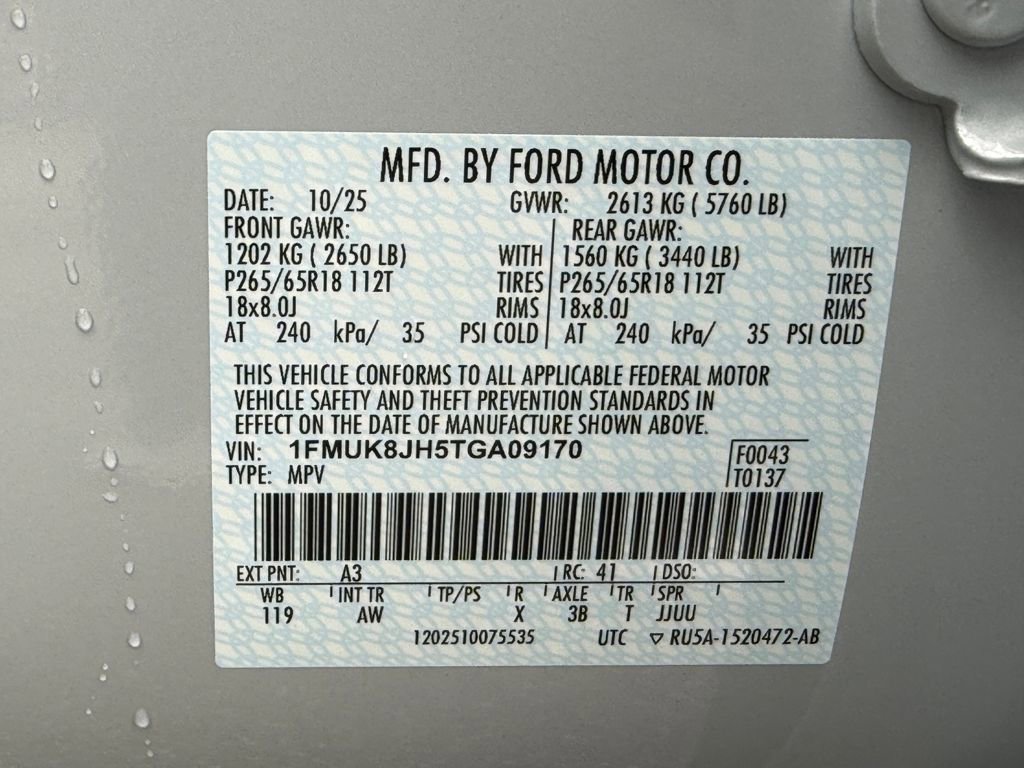 MFD. BY FORD MOTOR CO.
DATE: 10/25 GVWR: 2613 KG ( 5760 LB)
FRONT GAWR: REAR GAWR:
1202 KG ( 2650 LB) WITH 1560 KG ( 3440 LB) WITH
P265/65R18 112T TIRES P265/65R18 112T TIRES
18x8.0J RIMS 18x8.0J RIMS
AT 240 kPa/ 35 PSI COLD AT 240 kPa/ 35 PSI COLD
THIS VEHICLE CONFORMS TO ALL APPLICABLE FEDERAL MOTOR
VEHICLE SAFETY AND THEFT PREVENTION STANDARDS IN
EFFECT ON THE DATE OF MANUFACTURE SHOWN ABOVE.
VIN: 1FMUK8JH5TGA09170 F0043
TYPE: MPV T0137
EXT PNT: A3 RC: 41 DSO:
WB INT TR TP/PS R AXLE TR SPR
119 AW X 3B T JJUU
1202510075535 UTC ▽ RU5A-1520472-AB